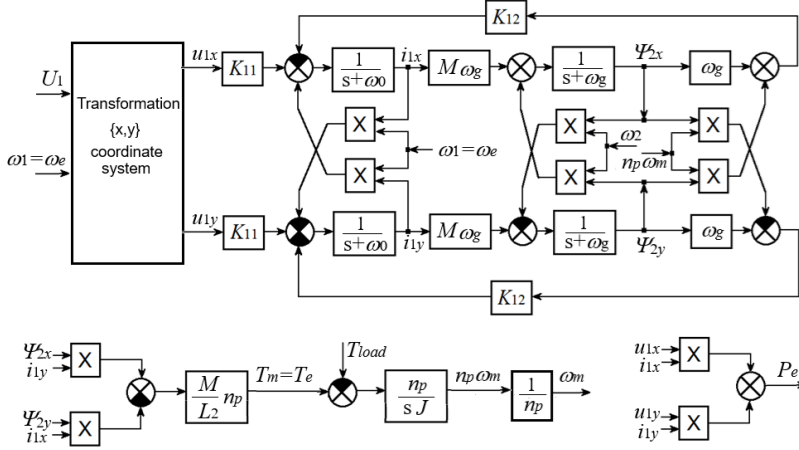 K12
u1x
K11
1
s+ω0
i1x
Mωg
1
s+ωg
Ψ2x
ωg
U1
Transformation
{x,y}
coordinate
system
ω1=ωe
X
X
ω1=ωe
X
X
ω2
npωm
X
X
u1y
K11
1
s+ω0
i1y
Mωg
1
s+ωg
Ψ2y
ωg
K12
Ψ2x
i1y
X
Ψ2y
i1x
X
M
L2
np
Tm=Te
Tload
np
s J
npωm
1
np
ωm
u1x
i1x
X
u1y
i1y
X
Pe